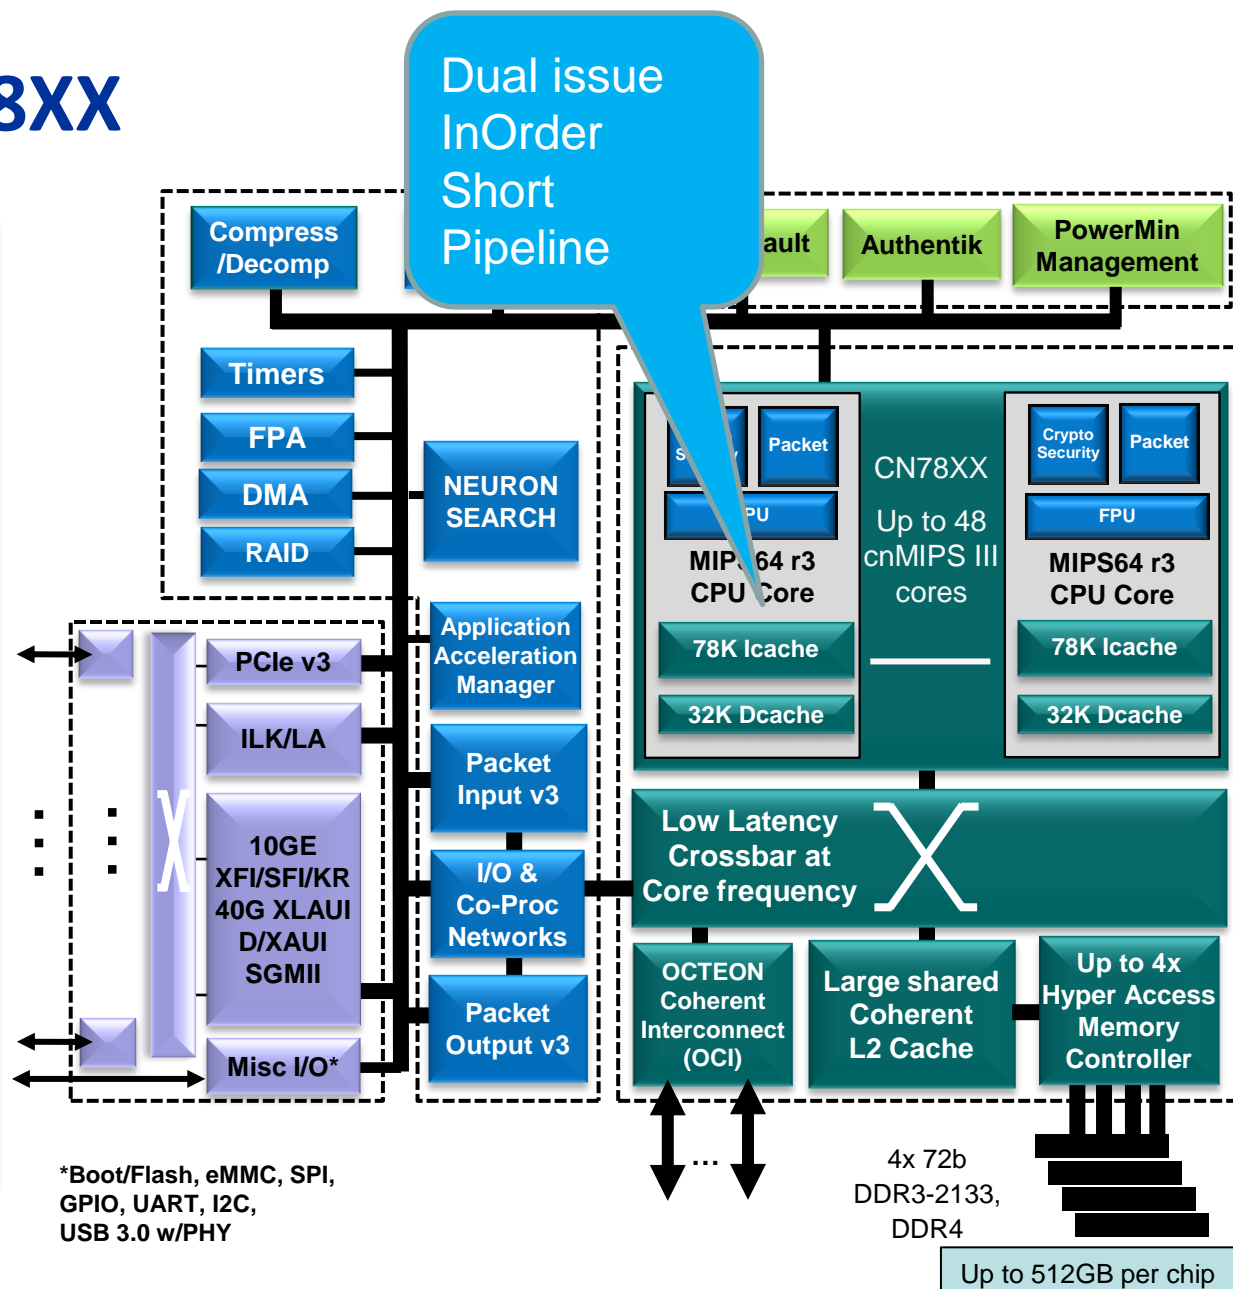 8XX
Dual issue
InOrder
Short
Pipeline
Compress
/Decomp
ault
Authentik
PowerMin
Management
Timers
FPA
DMA
RAID
NEURON
SEARCH
Packet
PU
MIPS64 r3
CPU Core
78K Icache
32K Dcache
CN78XX
Up to 48
cnMIPS III
cores
Crypto
Security
Packet
FPU
MIPS64 r3
CPU Core
78K Icache
32K Dcache
Application
Acceleration
Manager
PCIe v3
ILK/LA
10GE
XFI/SFI/KR
40G XLAUI
D/XAUI
SGMII
Misc I/O*
Packet
Input v3
I/O &
Co-Proc
Networks
Packet
Output v3
Low Latency
Crossbar at
Core frequency
OCTEON
Coherent
Interconnect
(OCI)
Large shared
Coherent
L2 Cache
Up to 4x
Hyper Access
Memory
Controller
...
4x 72b
DDR3-2133,
DDR4
Up to 512GB per chip
*Boot/Flash, eMMC, SPI,
GPIO, UART, I2C,
USB 3.0 w/PHY